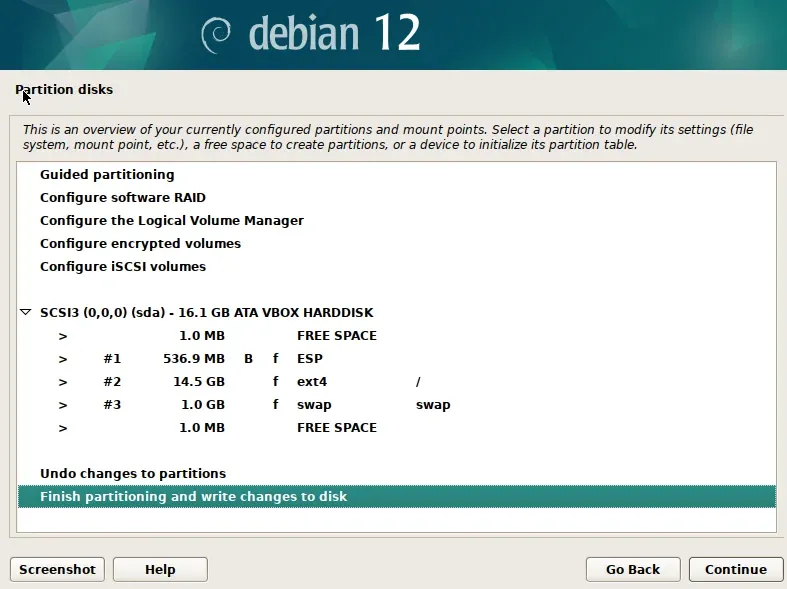 debian 12
Partition disks
This is an overview of your currently configured partitions and mount points. Select a partition to modify its settings (file
system, mount point, etc.), a free space to create partitions, or a device to initialize its partition table.
Guided partitioning
Configure software RAID
Configure the Logical Volume Manager
Configure encrypted volumes
Configure iSCSI volumes
SCSI3 (0,0,0) (sda) - 16.1 GB ATA VBOX HARDDISK
> 1.0 MB FREE SPACE
> #1 536.9 MB B f ESP
> #2 14.5 GB f ext4 /
> #3 1.0 GB f swap swap
> 1.0 MB FREE SPACE
Undo changes to partitions
Finish partitioning and write changes to disk
Screenshot Help Go Back Continue